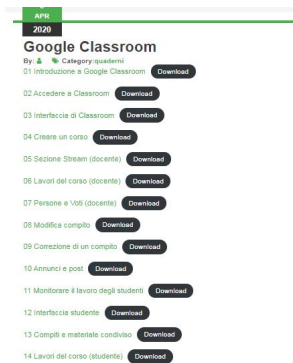 APR
2020
Google Classroom
By: Category:quaderni
01 Introduzione a Google Classroom Download
02 Accedere a Classroom Download
03 Interfaccia di Classroom Download
04 Creare un corso Download
05 Sezione Stream (docente) Download
06 Lavori del corso (docente) Download
07 Persone e Voti (docente) Download
08 Modifica compito Download
09 Correzione di un compito Download
10 Annunci e post Download
11 Monitorare il lavoro degli studenti Download
12 Interfaccia studente Download
13 Compiti e materiale condiviso Download
14 Lavori del corso (studente) Download